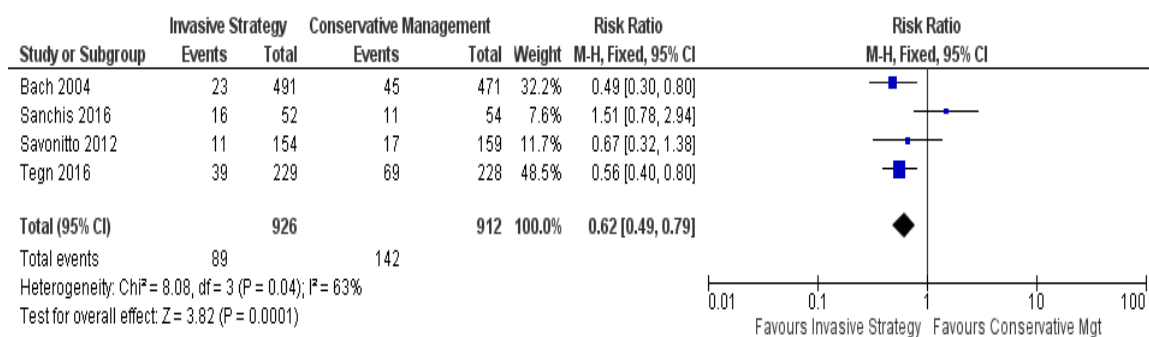 Invasive Strategy Conservative Management Risk Ratio Risk Ratio
Study or Subgroup Events Total Events Total Weight M-H, Fixed, 95% CI M-H, Fixed, 95% CI
Bach 2004 23 491 45 471 32.2% 0.49 [0.30, 0.80]
Sanchis 2016 16 52 11 54 7.6% 1.51 [0.78, 2.94]
Savonitto 2012 11 154 17 159 11.7% 0.67 [0.32, 1.38]
Tegn 2016 39 229 69 228 48.5% 0.56 [0.40, 0.80]
Total (95% CI) 926 912 100.0% 0.62 [0.49, 0.79]
Total events 89 142
Heterogeneity: Chi² = 8.08, df = 3 (P = 0.04); I² = 63%
Test for overall effect: Z = 3.82 (P = 0.0001)
0.01 0.1 1 10 100
Favours Invasive Strategy Favours Conservative Mgt